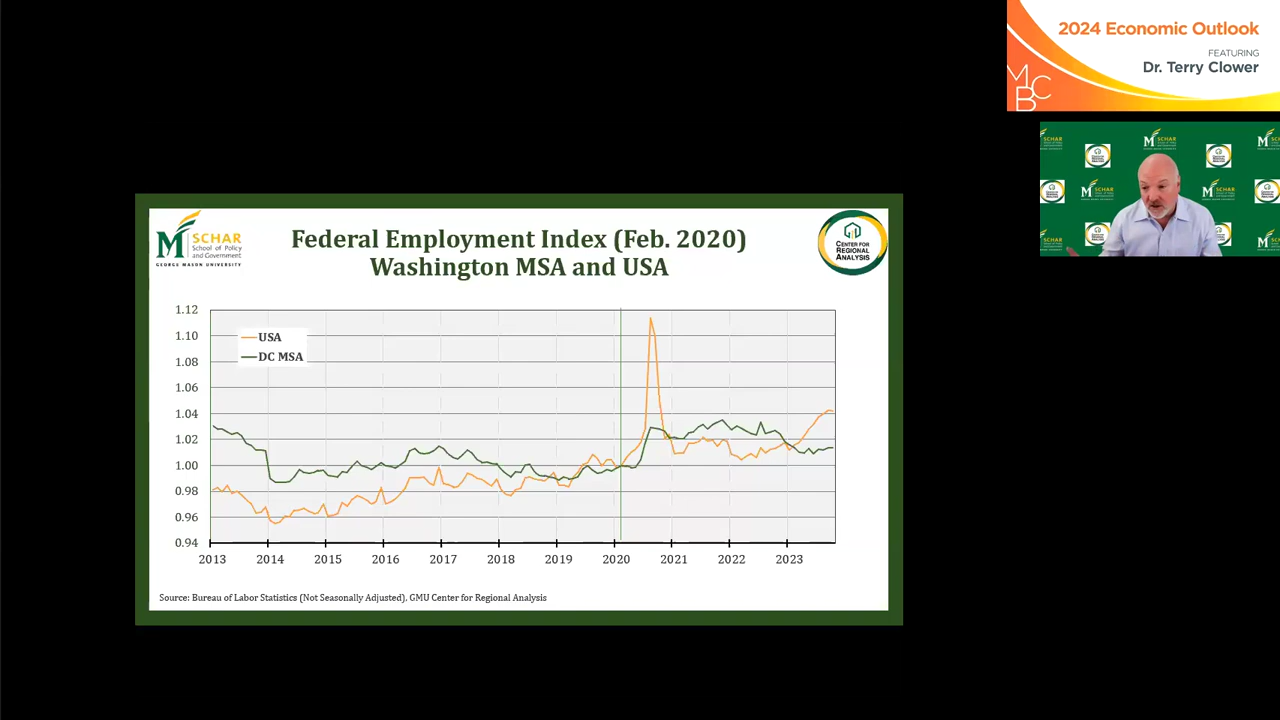 2024 Economic Outlook
FEATURING
Dr. Terry Clower
MCB
M SCHAR
School of Policy
and Government
GEORGE MASON UNIVERSITY
Federal Employment Index (Feb. 2020)
Washington MSA and USA
CENTER FOR
REGIONAL
ANALYSIS
1.12
1.10
1.08
1.06
1.04
1.02
1.00
0.98
0.96
0.94
USA
DC MSA
2013 2014 2015 2016 2017 2018 2019 2020 2021 2022 2023
Source: Bureau of Labor Statistics (Not Seasonally Adjusted), GMU Center for Regional Analysis
SCHAR
SCHAR